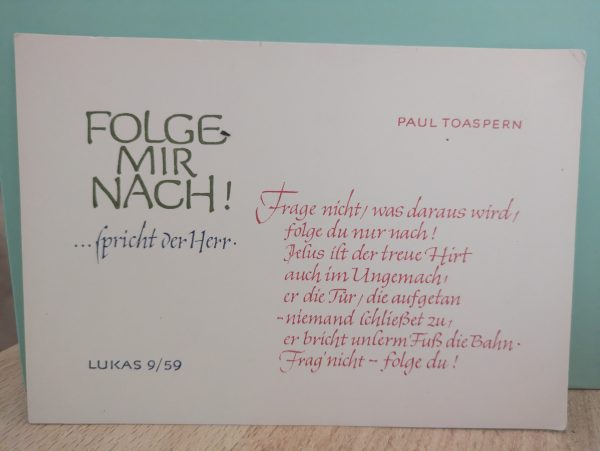 FOLGE
MIR
NACH!
...spricht der Herr.
LUKAS 9/59
PAUL TOASPERN
Frage nicht, was daraus wird,
folge du nur nach!
Jesus ist der treue Hirt
auch im Ungemach,
er die Tür, die aufgetan
-niemand schließet zu,
er bricht unserm Fuß die Bahn.
Frag' nicht – folge du!